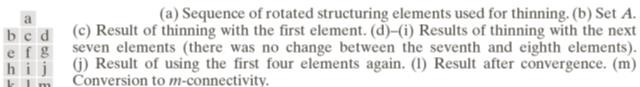 a
b c d
e f g
h i j
k l m
(a) Sequence of rotated structuring elements used for thinning. (b) Set A.
(c) Result of thinning with the first element. (d)–(i) Results of thinning with the next
seven elements (there was no change between the seventh and eighth elements).
(j) Result of using the first four elements again. (l) Result after convergence. (m)
Conversion to m-connectivity.